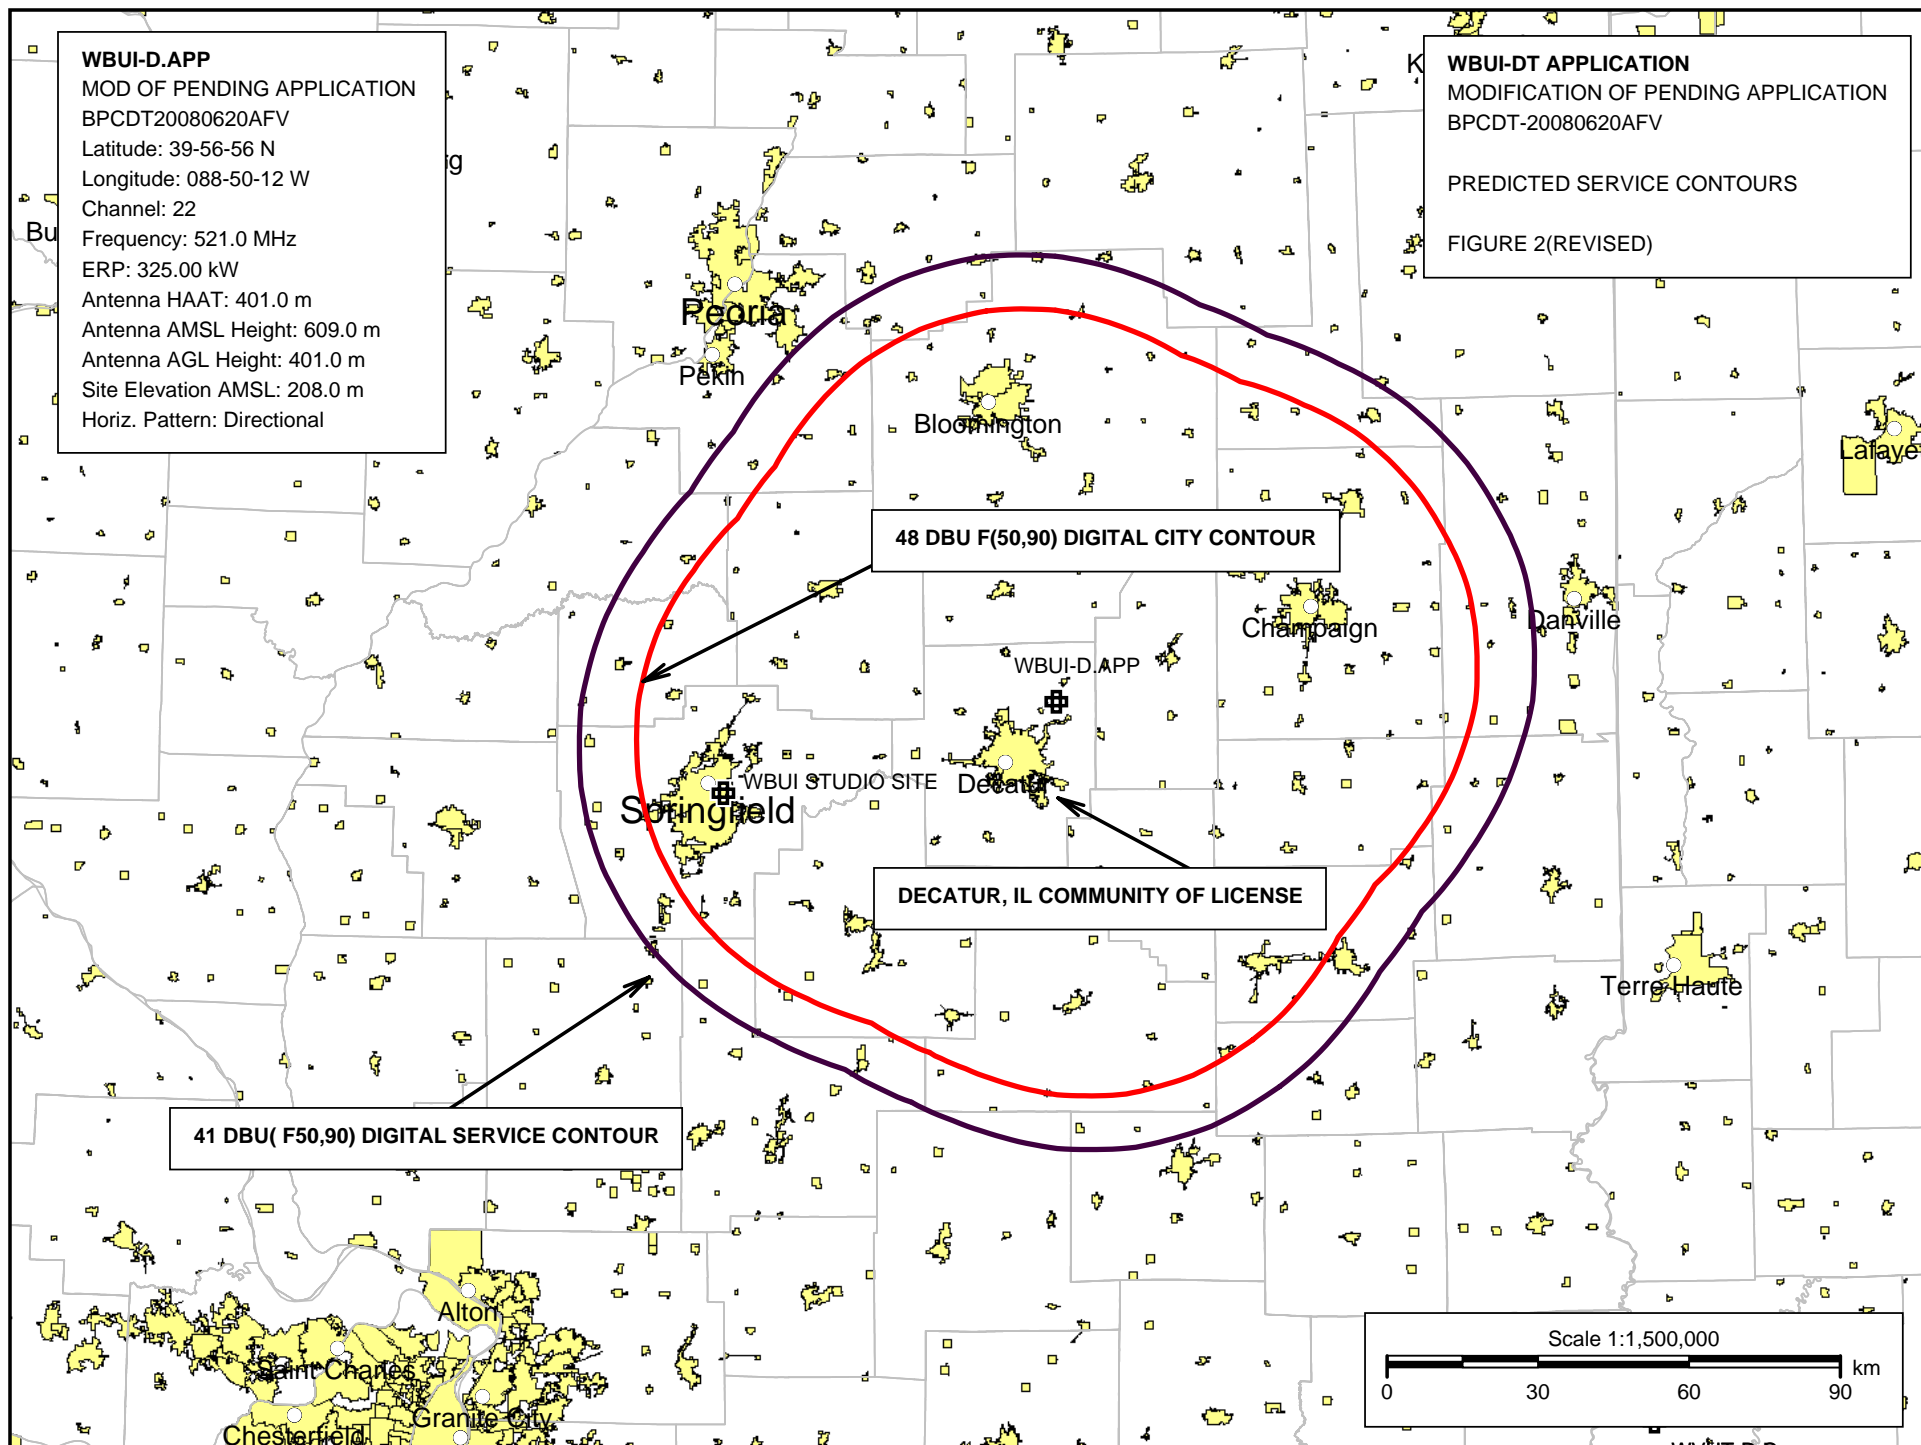 WBUI-D.APP
MOD OF PENDING APPLICATION
BPCDT20080620AFV
Latitude: 39-56-56 N
Longitude: 088-50-12 W
Channel: 22
Frequency: 521.0 MHz
ERP: 325.00 kW
Antenna HAAT: 401.0 m
Antenna AMSL Height: 609.0 m
Antenna AGL Height: 401.0 m
Site Elevation AMSL: 208.0 m
Horiz. Pattern: Directional
WBUI-DT APPLICATION
MODIFICATION OF PENDING APPLICATION
BPCDT-20080620AFV
PREDICTED SERVICE CONTOURS
FIGURE 2(REVISED)
K
rg
Bu
Peoria
Pekin
Bloomington
Lafaye
48 DBU F(50,90) DIGITAL CITY CONTOUR
Champaign
Danville
WBUI-D.APP
WBUI STUDIO SITE
Decatur
Springfield
DECATUR, IL COMMUNITY OF LICENSE
Terre Haute
41 DBU( F50,90) DIGITAL SERVICE CONTOUR
Alton
Saint Charles
Granite City
Chesterfield
Scale 1:1,500,000
km
0 30 60 90